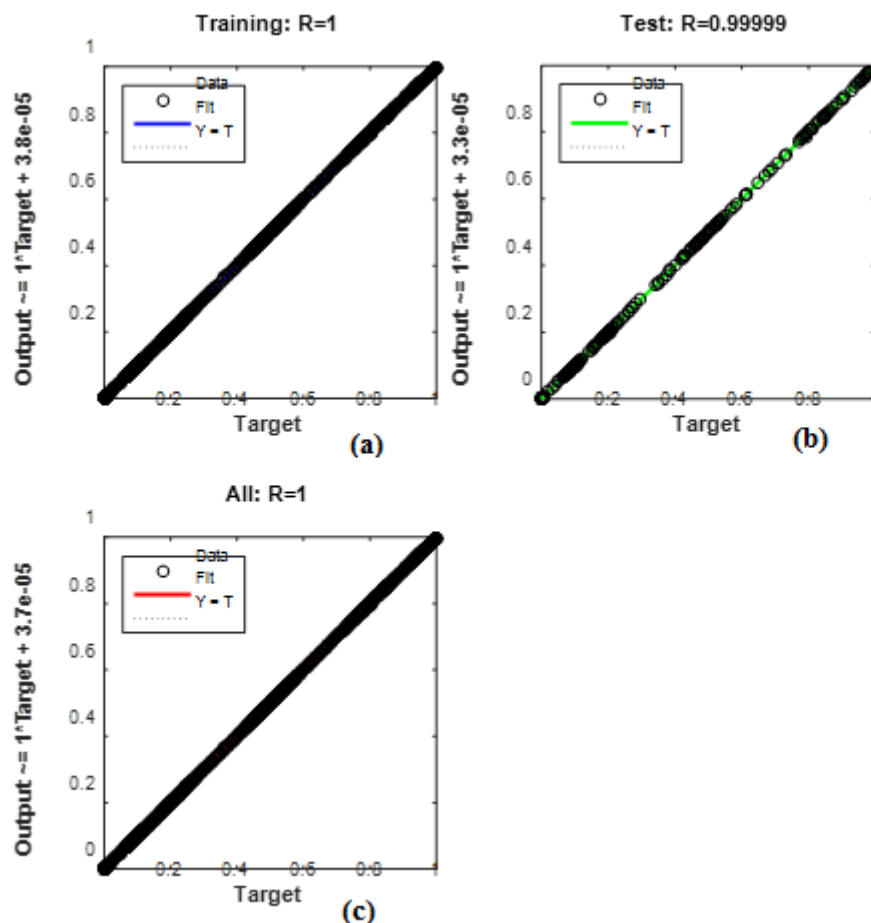 Training: R=1
Output ~= 1*Target + 3.8e-05
1
0.8
0.6
0.4
0.2
0
Data
Fit
Y = T
0.2 0.4 0.6 0.8 1
Target
(a)
Test: R=0.99999
Output ~= 1*Target + 3.3e-05
0.8
0.6
0.4
0.2
0
Data
Fit
Y = T
0.2 0.4 0.6 0.8
Target
(b)
All: R=1
Output ~= 1*Target + 3.7e-05
1
0.8
0.6
0.4
0.2
0
Data
Fit
Y = T
0.2 0.4 0.6 0.8 1
Target
(c)